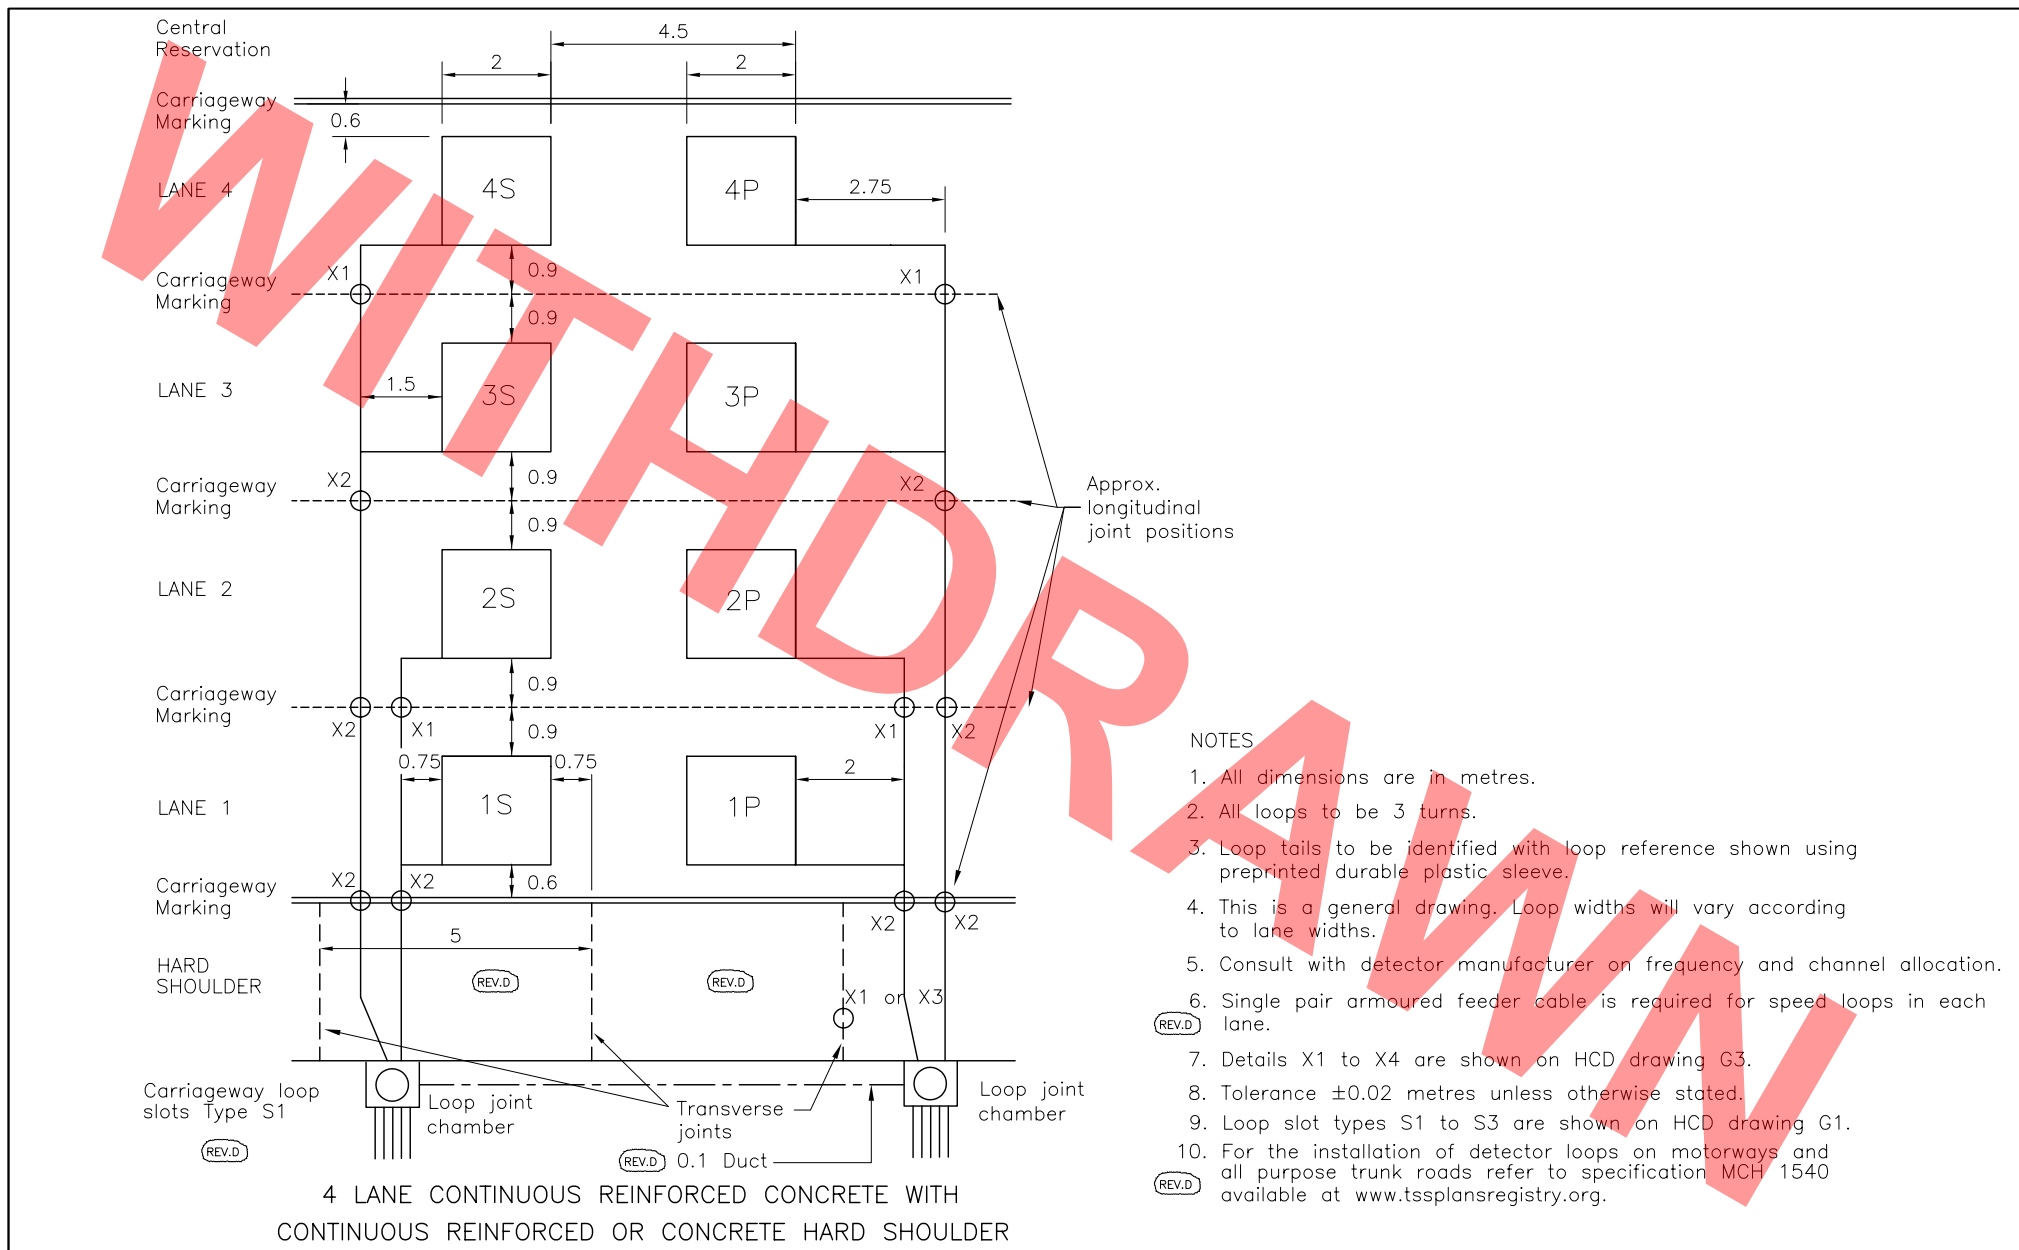 Central
Reservation
4.5
2
2
Carriageway
Marking
0.6
LANE 4
4S
4P
2.75
X1
0.9
X1
Carriageway
Marking
0.9
LANE 3
1.5
3S
3P
X2
0.9
X2
Carriageway
Marking
0.9
Approx.
longitudinal
joint positions
LANE 2
2S
2P
0.9
Carriageway
Marking
X2
X1
0.9
X1
X2
0.75
0.75
2
LANE 1
1S
1P
X2
X2
0.6
Carriageway
Marking
X2
X2
5
HARD
SHOULDER
REV.D
REV.D
X1 or X3
Carriageway loop
slots Type S1
REV.D
Loop joint
chamber
Transverse
joints
Loop joint
chamber
REV.D 0.1 Duct
4 LANE CONTINUOUS REINFORCED CONCRETE WITH
CONTINUOUS REINFORCED OR CONCRETE HARD SHOULDER
NOTES
1. All dimensions are in metres.
2. All loops to be 3 turns.
3. Loop tails to be identified with loop reference shown using
preprinted durable plastic sleeve.
4. This is a general drawing. Loop widths will vary according
to lane widths.
5. Consult with detector manufacturer on frequency and channel allocation.
6. Single pair armoured feeder cable is required for speed loops in each
REV.D lane.
7. Details X1 to X4 are shown on HCD drawing G3.
8. Tolerance ±0.02 metres unless otherwise stated.
9. Loop slot types S1 to S3 are shown on HCD drawing G1.
10. For the installation of detector loops on motorways and
REV.D all purpose trunk roads refer to specification MCH 1540
available at www.tssplansregistry.org.
WITHDRAWN